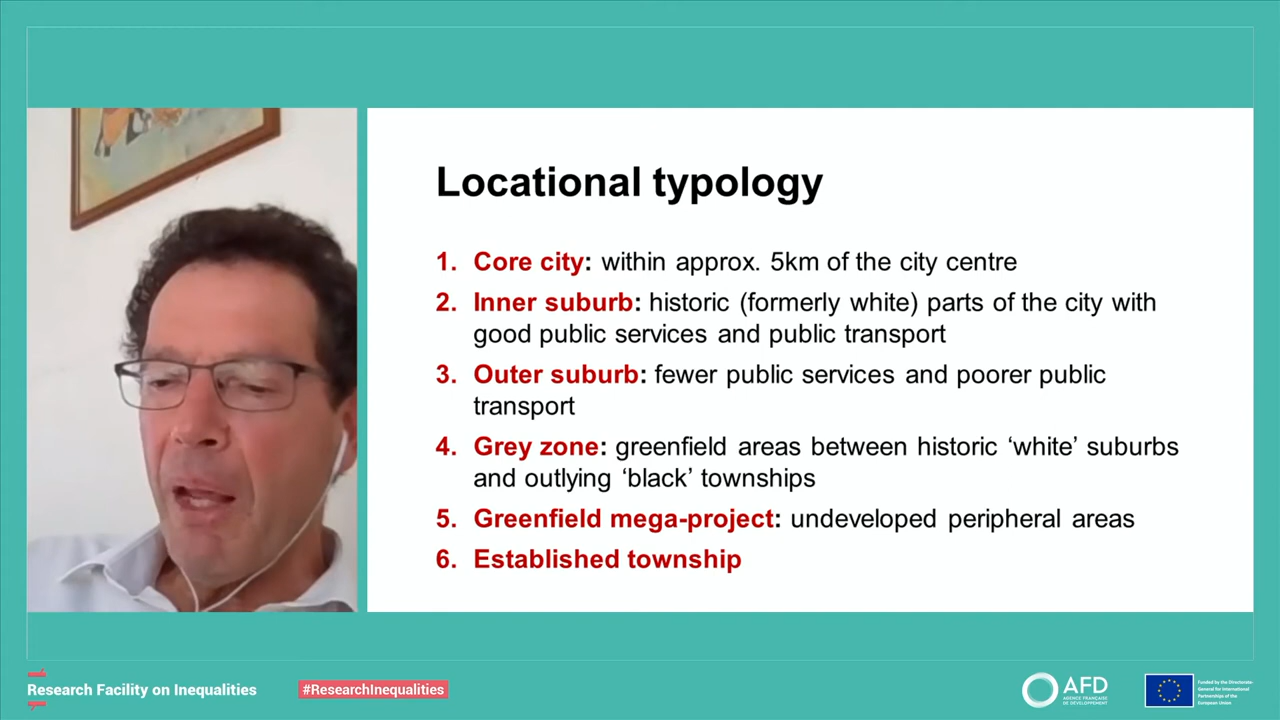 Locational typology
1. Core city: within approx. 5km of the city centre
2. Inner suburb: historic (formerly white) parts of the city with
good public services and public transport
3. Outer suburb: fewer public services and poorer public
transport
4. Grey zone: greenfield areas between historic ‘white’ suburbs
and outlying ‘black’ townships
5. Greenfield mega-project: undeveloped peripheral areas
6. Established township
Research Facility on Inequalities
#ResearchInequalities
AFD
AGENCE FRANÇAISE
DE DÉVELOPPEMENT
Funded by the Directorate-
General for International
Partnerships of the
European Union